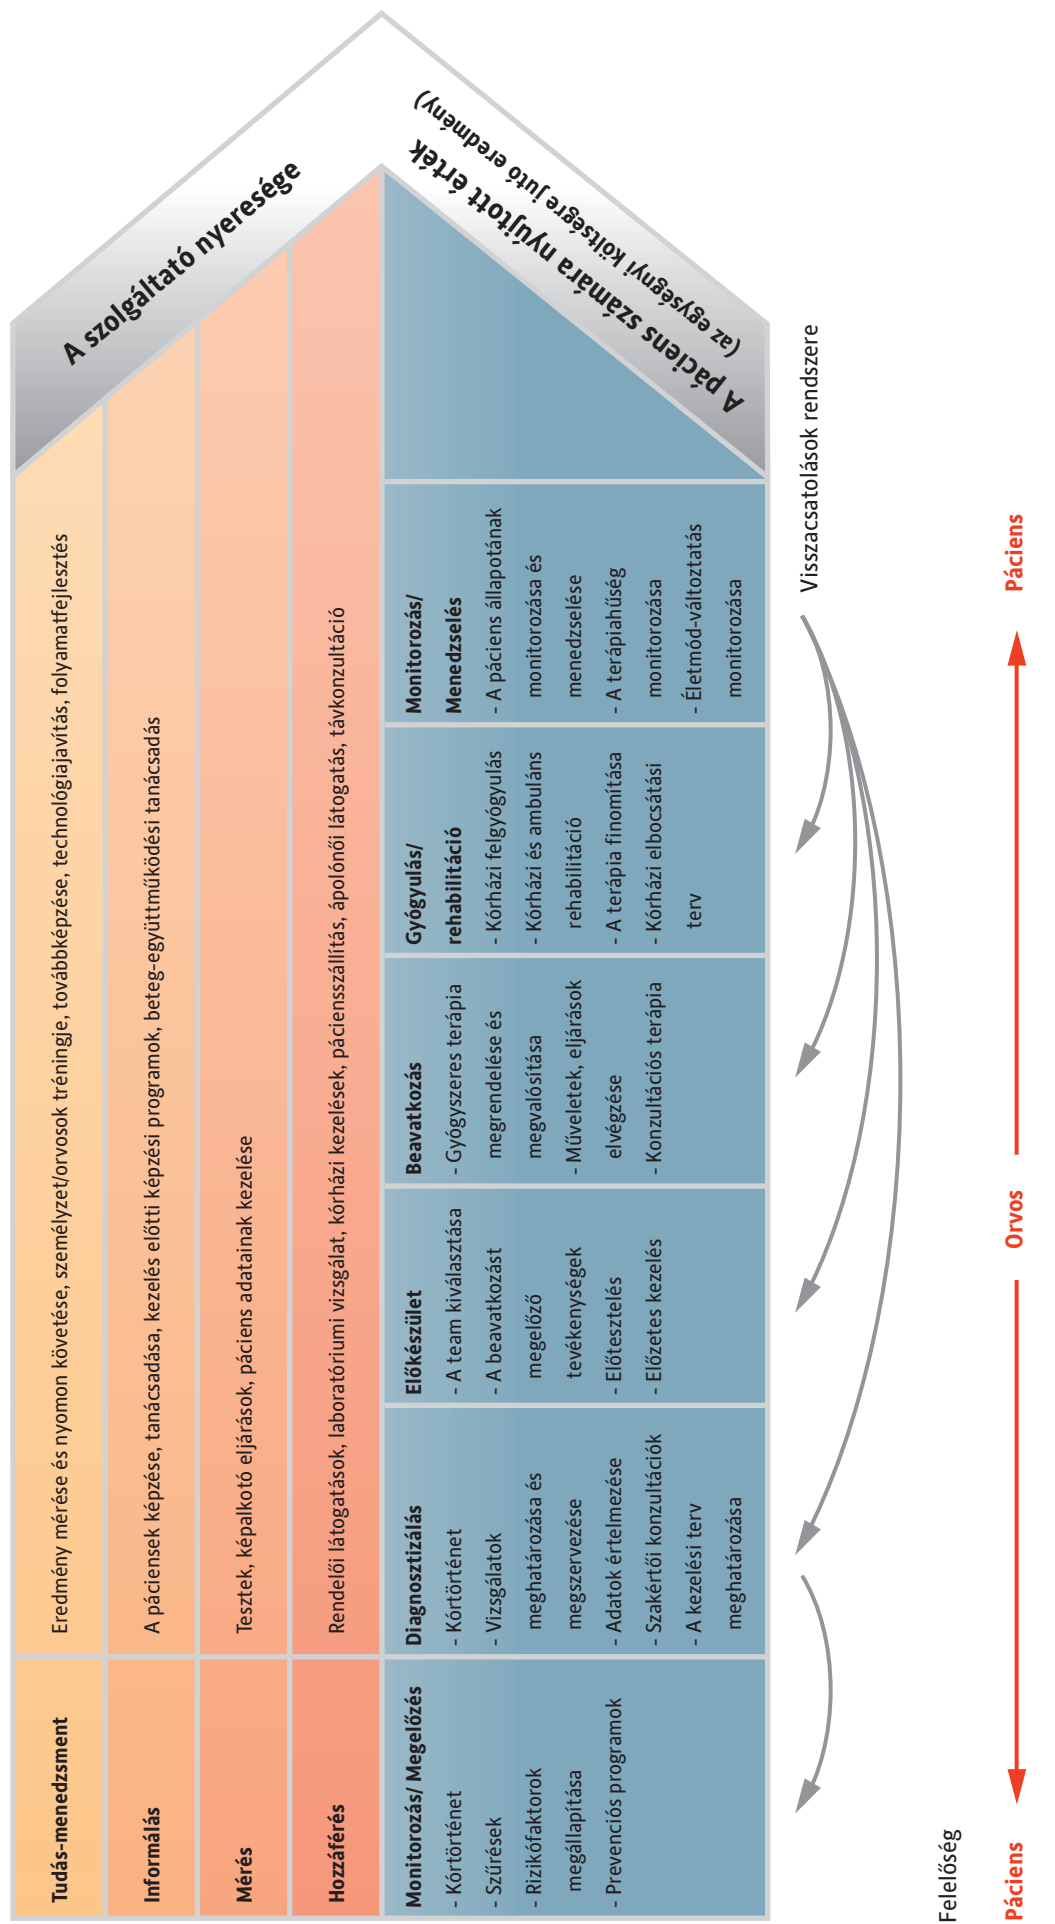 Tudás-menedzsment
Eredmény mérése és nyomon követése, személyzet/orvosok tréningje, továbbképzése, technológiajavítás, folyamatfejlesztés
Informálás
A páciensek képzése, tanácsadása, kezelés előtti képzési programok, beteg-együttműködési tanácsadás
Mérés
Tesztek, képalkotó eljárások, páciens adatainak kezelése
Hozzáférés
Rendelői látogatások, laboratóriumi vizsgálat, kórházi kezelések, páciensszállítás, ápolónői látogatás, távkonzultáció
A szolgáltató nyeresége
Monitorozás/ Megelőzés
- Kórtörténet
- Szűrések
- Rizikófaktorok
megállapítása
- Prevenciós programok
Diagnosztizálás
- Kórtörténet
- Vizsgálatok
meghatározása és
megszervezése
- Adatok értelmezése
- Szakértői konzultációk
- A kezelési terv
meghatározása
Előkészület
- A team kiválasztása
- A beavatkozást
megelőző
tevékenységek
- Előtesztelés
- Előzetes kezelés
Beavatkozás
- Gyógyszeres terápia
megrendelése és
megvalósítása
- Műveletek, eljárások
elvégzése
- Konzultációs terápia
Gyógyulás/
rehabilitáció
- Kórházi felgyógyulás
- Kórházi és ambuláns
rehabilitáció
- A terápia finomítása
- Kórházi elbocsátási
terv
Monitorozás/
Menedzselés
- A páciens állapotának
monitorozása és
menedzselése
- A terápiahűség
monitorozása
- Életmód-változtatás
monitorozása
A páciens számára nyújtott érték
(az egységnyi költségre jutó eredmény)
Visszacsatolások rendszere
Felelőség
Páciens
Orvos
Páciens